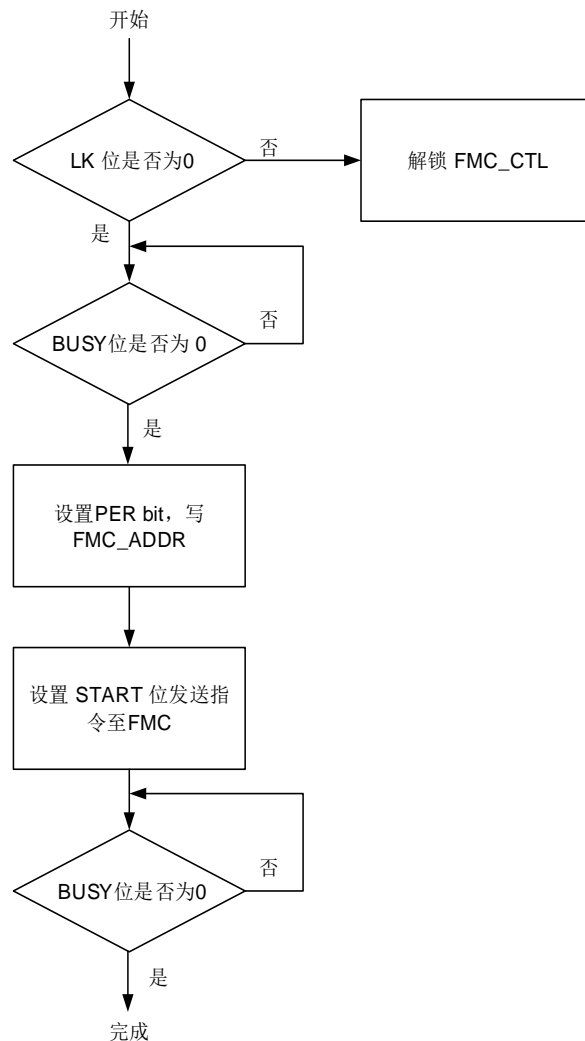 开始
LK 位是否为0
否
解锁 FMC_CTL
是
BUSY位是否为 0
否
是
设置PER bit，写
FMC_ADDR
设置 START 位发送指
令至FMC
BUSY位是否为0
否
是
完成